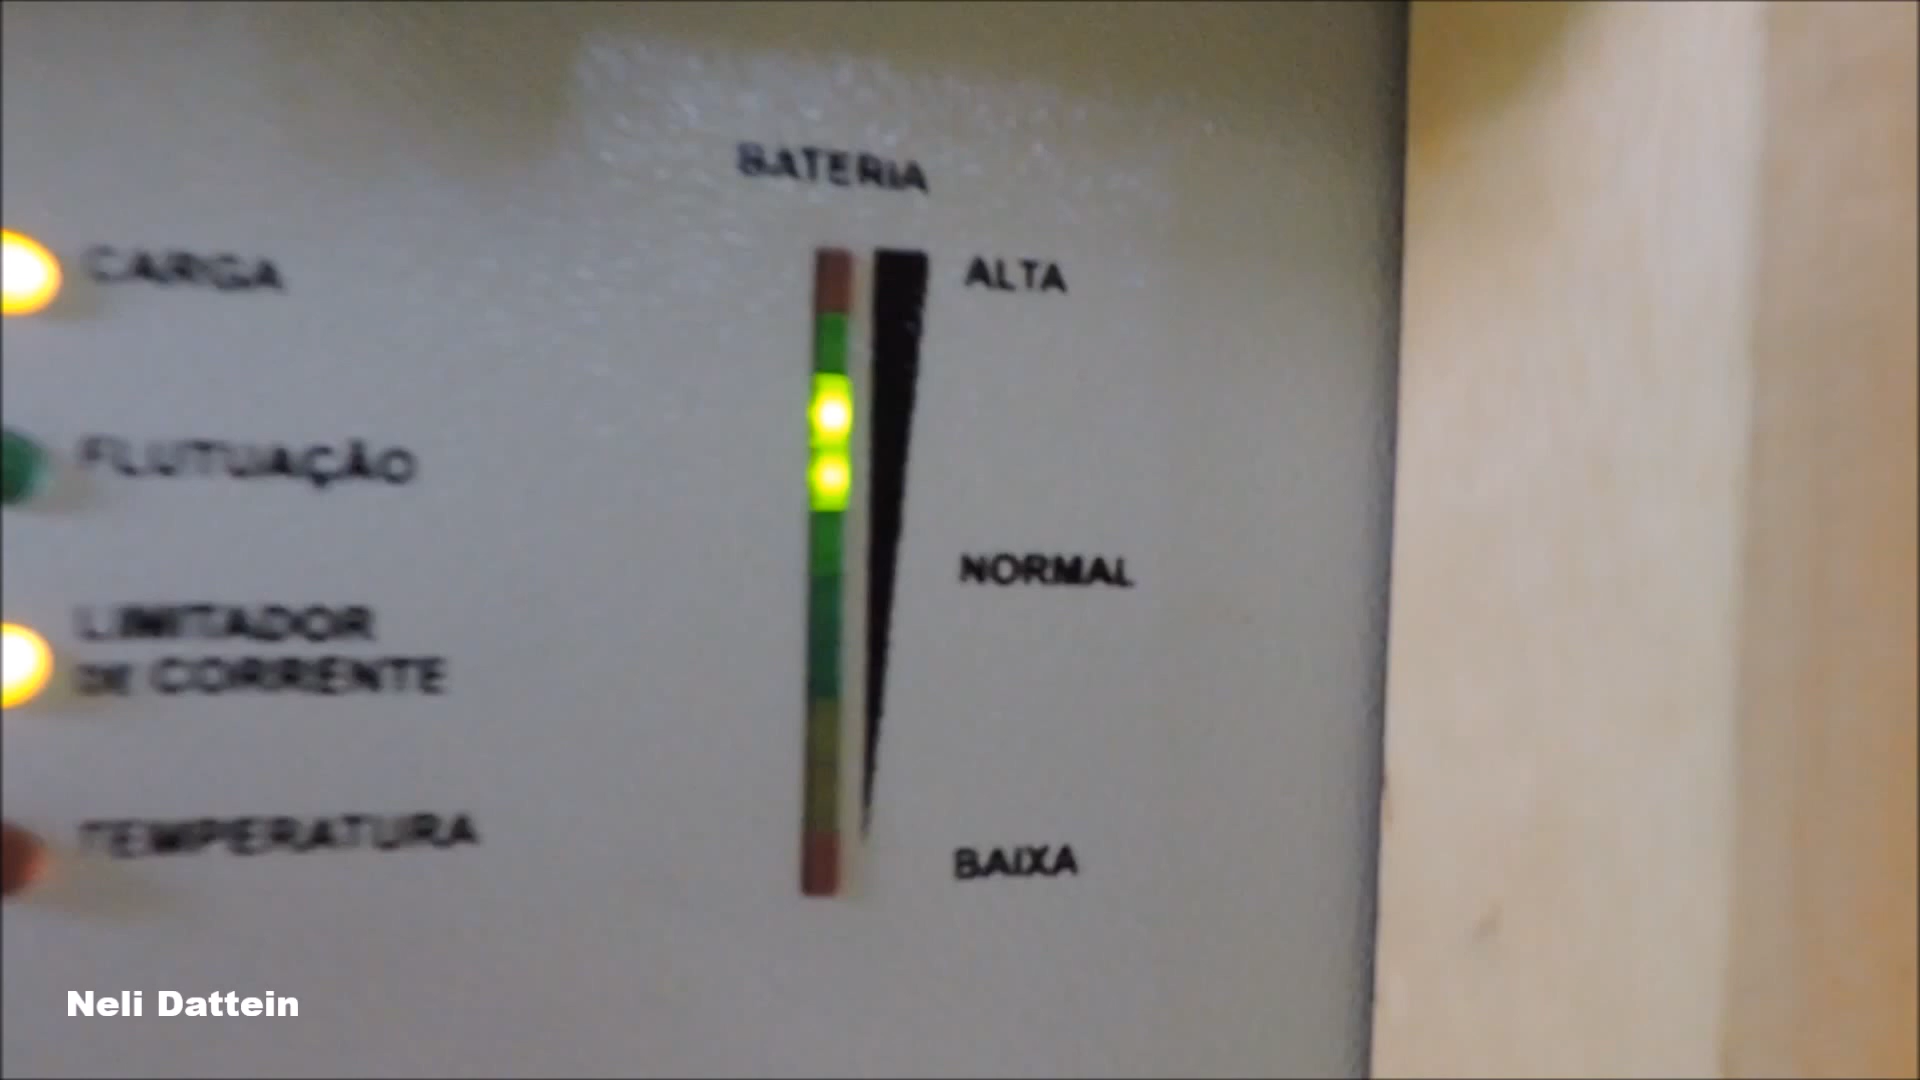 BATERIA
CARGA
ALTA
FLUTUAÇÃO
NORMAL
LIMITADOR
DE CORRENTE
TEMPERATURA
BAIXA
Neli Dattein